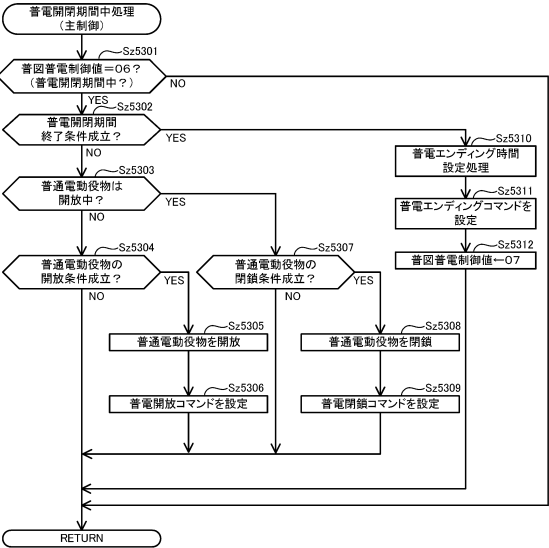 普電開閉期間中処理
(主制御)
Sz5301
普図普電制御値=06?
(普電開閉期間中?)
NO
YES
Sz5302
普電開閉期間
終了条件成立?
YES
NO
Sz5310
普電エンディング時間
設定処理
Sz5303
普通電動役物は
開放中?
YES
NO
Sz5311
普電エンディングコマンドを
設定
Sz5304
普通電動役物の
開放条件成立?
YES
NO
Sz5307
普通電動役物の
閉鎖条件成立?
YES
NO
Sz5312
普図普電制御値←07
Sz5305
普通電動役物を開放
Sz5308
普通電動役物を閉鎖
Sz5306
普電開放コマンドを設定
Sz5309
普電閉鎖コマンドを設定
RETURN